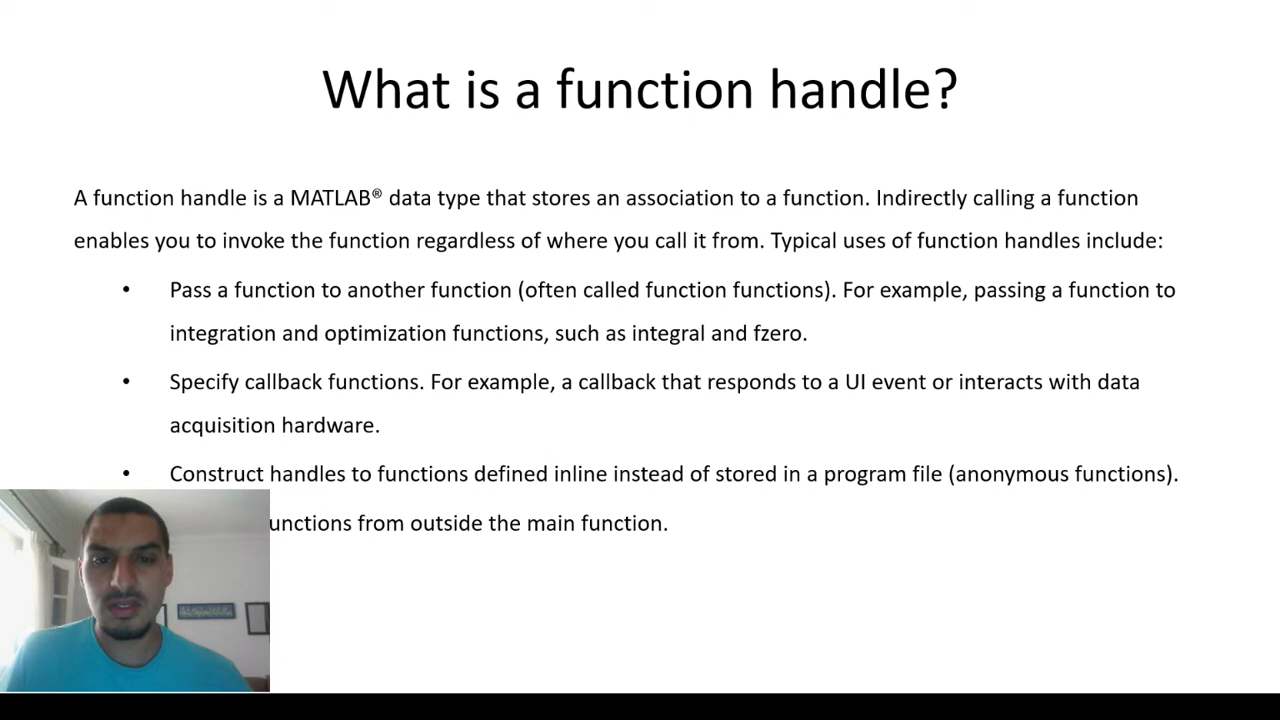 What is a function handle?
A function handle is a MATLAB® data type that stores an association to a function. Indirectly calling a function
enables you to invoke the function regardless of where you call it from. Typical uses of function handles include:
• Pass a function to another function (often called function functions). For example, passing a function to
integration and optimization functions, such as integral and fzero.
• Specify callback functions. For example, a callback that responds to a UI event or interacts with data
acquisition hardware.
• Construct handles to functions defined inline instead of stored in a program file (anonymous functions).
unctions from outside the main function.